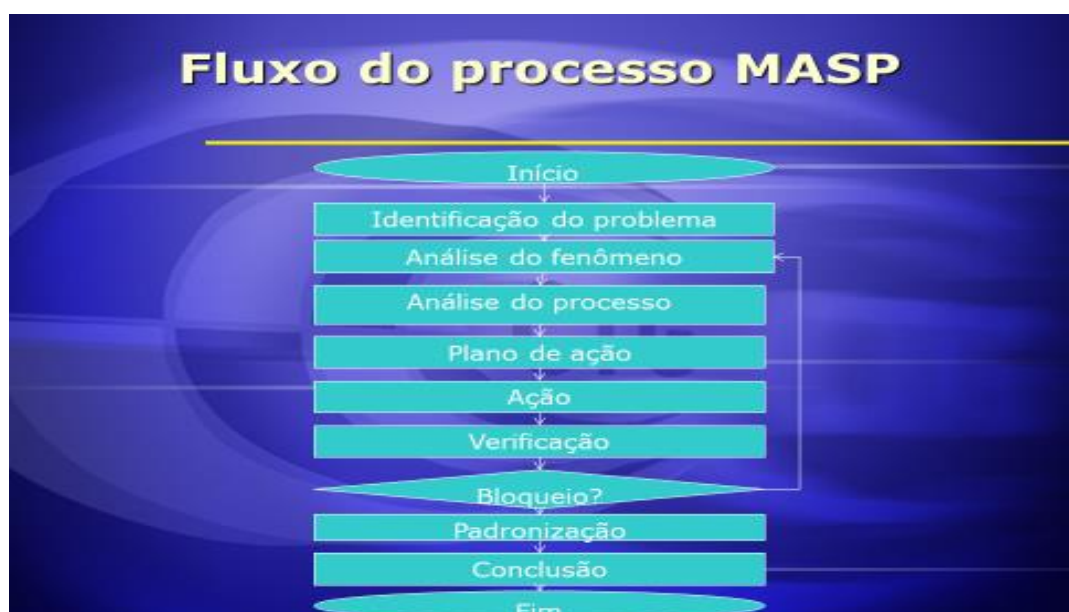 Fluxo do processo MASP
Início
Identificação do problema
Análise do fenômeno
Análise do processo
Plano de ação
Ação
Verificação
Bloqueio?
Padronização
Conclusão
Fim